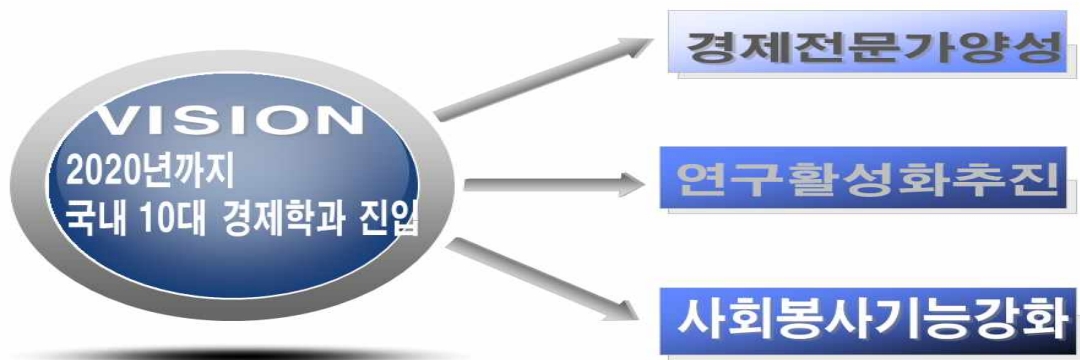 VISION
2020년까지
국내 10대 경제학과 진입
경제전문가양성
연구활성화추진
사회봉사기능강화